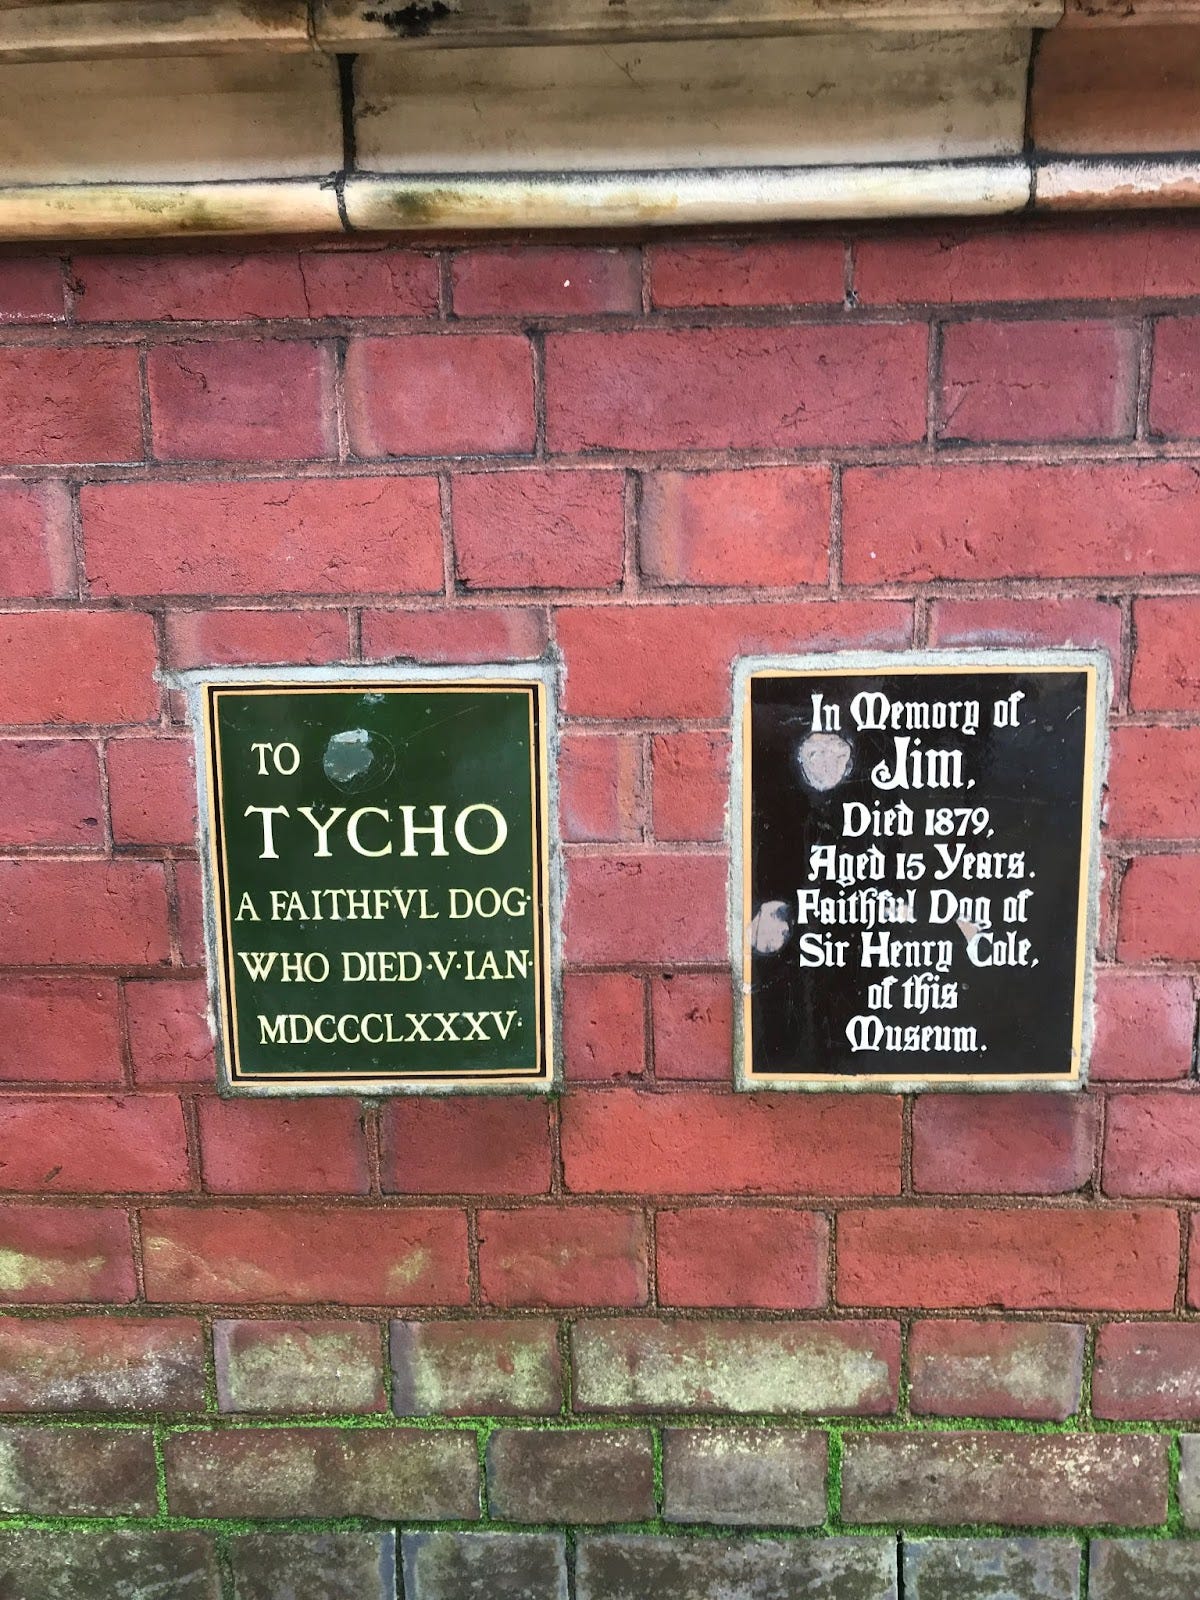 TO
TYCHO
A FAITHFVL DOG·
WHO DIED·V·IAN·
MDCCCLXXXV·
In Memory of
Jim,
Died 1879,
Aged 15 Years.
Faithful Dog of
Sir Henry Cole,
of this
Museum.